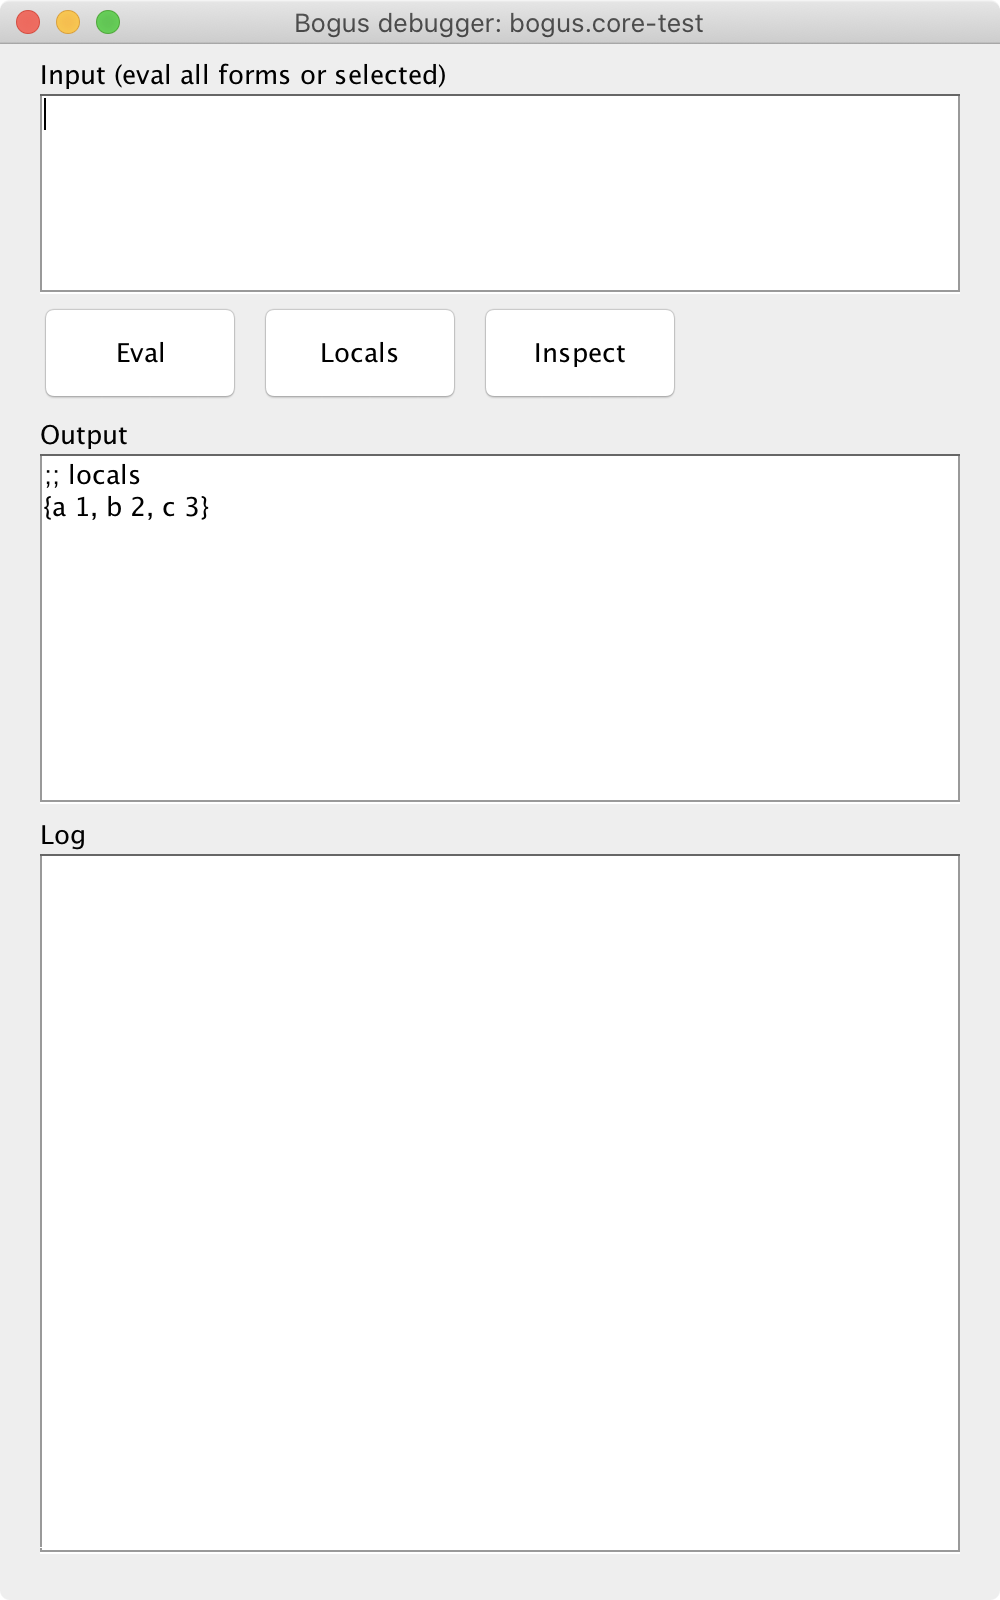 Bogus debugger: bogus.core-test
Input (eval all forms or selected)
Eval Locals Inspect
Output
;; locals
{a 1, b 2, c 3}
Log